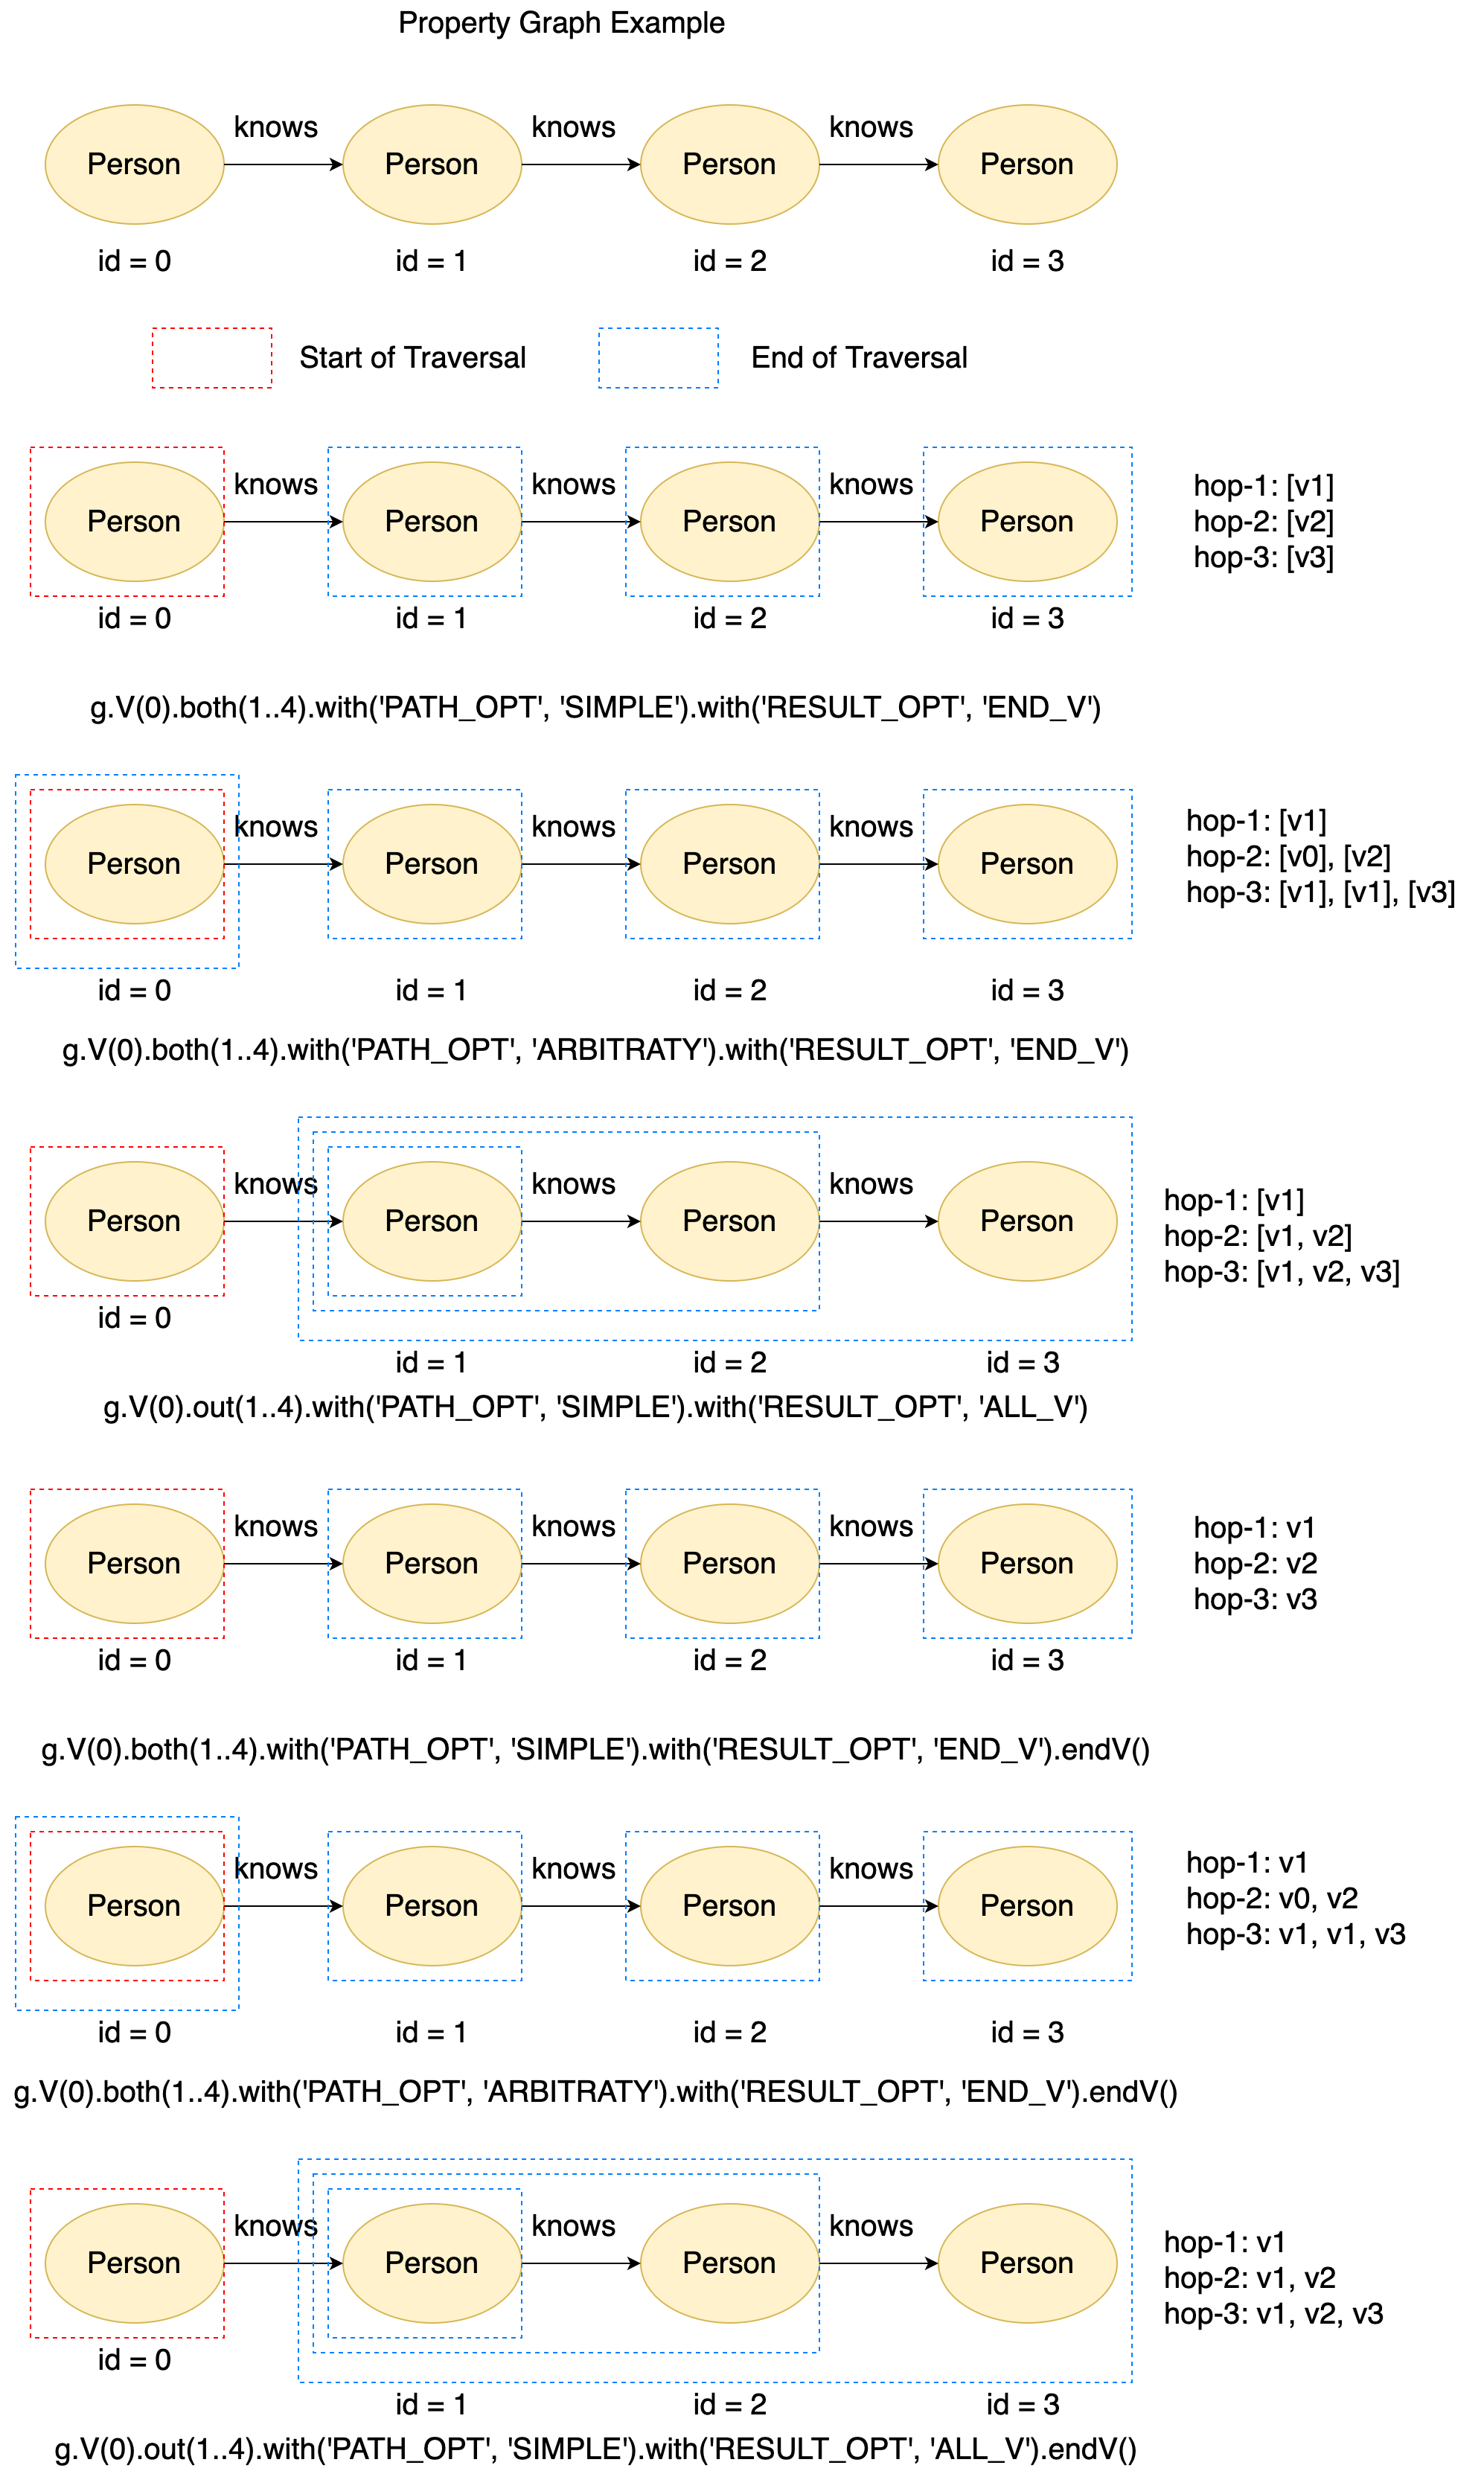 Property Graph Example
knows knows knows
Person Person Person Person
id = 0 id = 1 id = 2 id = 3
Start of Traversal End of Traversal
knows knows knows
Person Person Person Person
id = 0 id = 1 id = 2 id = 3
hop-1: [v1]
hop-2: [v2]
hop-3: [v3]
g.V(0).both(1..4).with('PATH_OPT', 'SIMPLE').with('RESULT_OPT', 'END_V')
knows knows knows
Person Person Person Person
id = 0 id = 1 id = 2 id = 3
hop-1: [v1]
hop-2: [v0], [v2]
hop-3: [v1], [v1], [v3]
g.V(0).both(1..4).with('PATH_OPT', 'ARBITRATY').with('RESULT_OPT', 'END_V')
knows knows knows
Person Person Person Person
id = 0
id = 1 id = 2 id = 3
hop-1: [v1]
hop-2: [v1, v2]
hop-3: [v1, v2, v3]
g.V(0).out(1..4).with('PATH_OPT', 'SIMPLE').with('RESULT_OPT', 'ALL_V')
knows knows knows
Person Person Person Person
id = 0 id = 1 id = 2 id = 3
hop-1: v1
hop-2: v2
hop-3: v3
g.V(0).both(1..4).with('PATH_OPT', 'SIMPLE').with('RESULT_OPT', 'END_V').endV()
knows knows knows
Person Person Person Person
id = 0 id = 1 id = 2 id = 3
hop-1: v1
hop-2: v0, v2
hop-3: v1, v1, v3
g.V(0).both(1..4).with('PATH_OPT', 'ARBITRATY').with('RESULT_OPT', 'END_V').endV()
knows knows knows
Person Person Person Person
id = 0
id = 1 id = 2 id = 3
hop-1: v1
hop-2: v1, v2
hop-3: v1, v2, v3
g.V(0).out(1..4).with('PATH_OPT', 'SIMPLE').with('RESULT_OPT', 'ALL_V').endV()